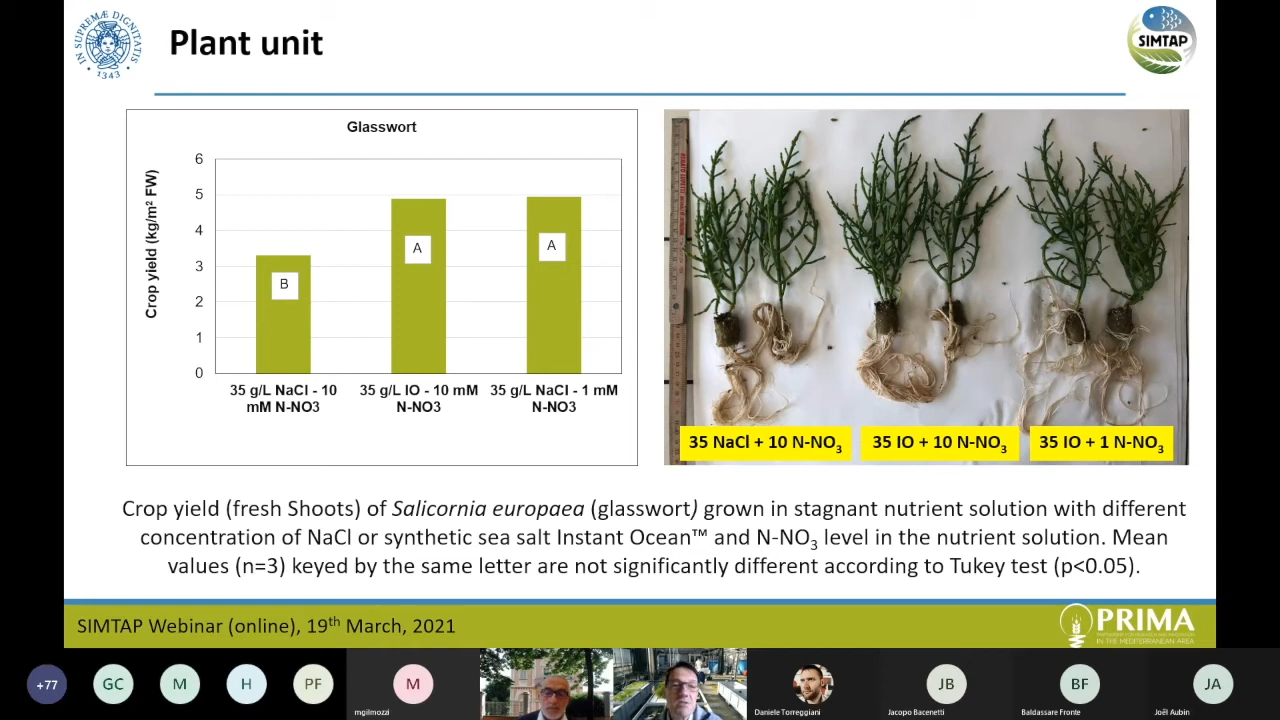 IN SUPREMÆ DIGNITATIS
· 1343 ·
Plant unit
SIMTAP
Glasswort
Crop yield (kg/m² FW)
6
5
4
3
2
1
0
B
A
A
35 g/L NaCl - 10
mM N-NO3
35 g/L IO - 10 mM
N-NO3
35 g/L NaCl - 1 mM
N-NO3
35 NaCl + 10 N-NO₃
35 IO + 10 N-NO₃
35 IO + 1 N-NO₃
Crop yield (fresh Shoots) of Salicornia europaea (glasswort) grown in stagnant nutrient solution with different
concentration of NaCl or synthetic sea salt Instant Ocean™ and N-NO₃ level in the nutrient solution. Mean
values (n=3) keyed by the same letter are not significantly different according to Tukey test (p<0.05).
SIMTAP Webinar (online), 19th March, 2021
PRIMA
IN THE MEDITERRANEAN AREA
+77
GC
M
H
PF
M
mgilmozzi
Daniele Torreggiani
JB
Jacopo Bacenetti
BF
Baldassare Fronte
JA
Joël Aubin